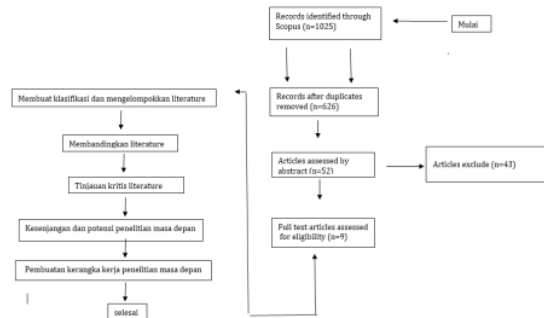 Mulai
Records identified through
Scopus (n=1025)
Records after duplicates
removed (n=626)
Articles assessed by
abstract (n=52)
Articles exclude (n=43)
Full text articles assessed
for eligibility (n=9)
Membuat klasifikasi dan mengelompokkan literature
Membandingkan literature
Tinjauan kritis literature
Kesenjangan dan potensi penelitian masa depan
Pembuatan kerangka kerja penelitian masa depan
selesai